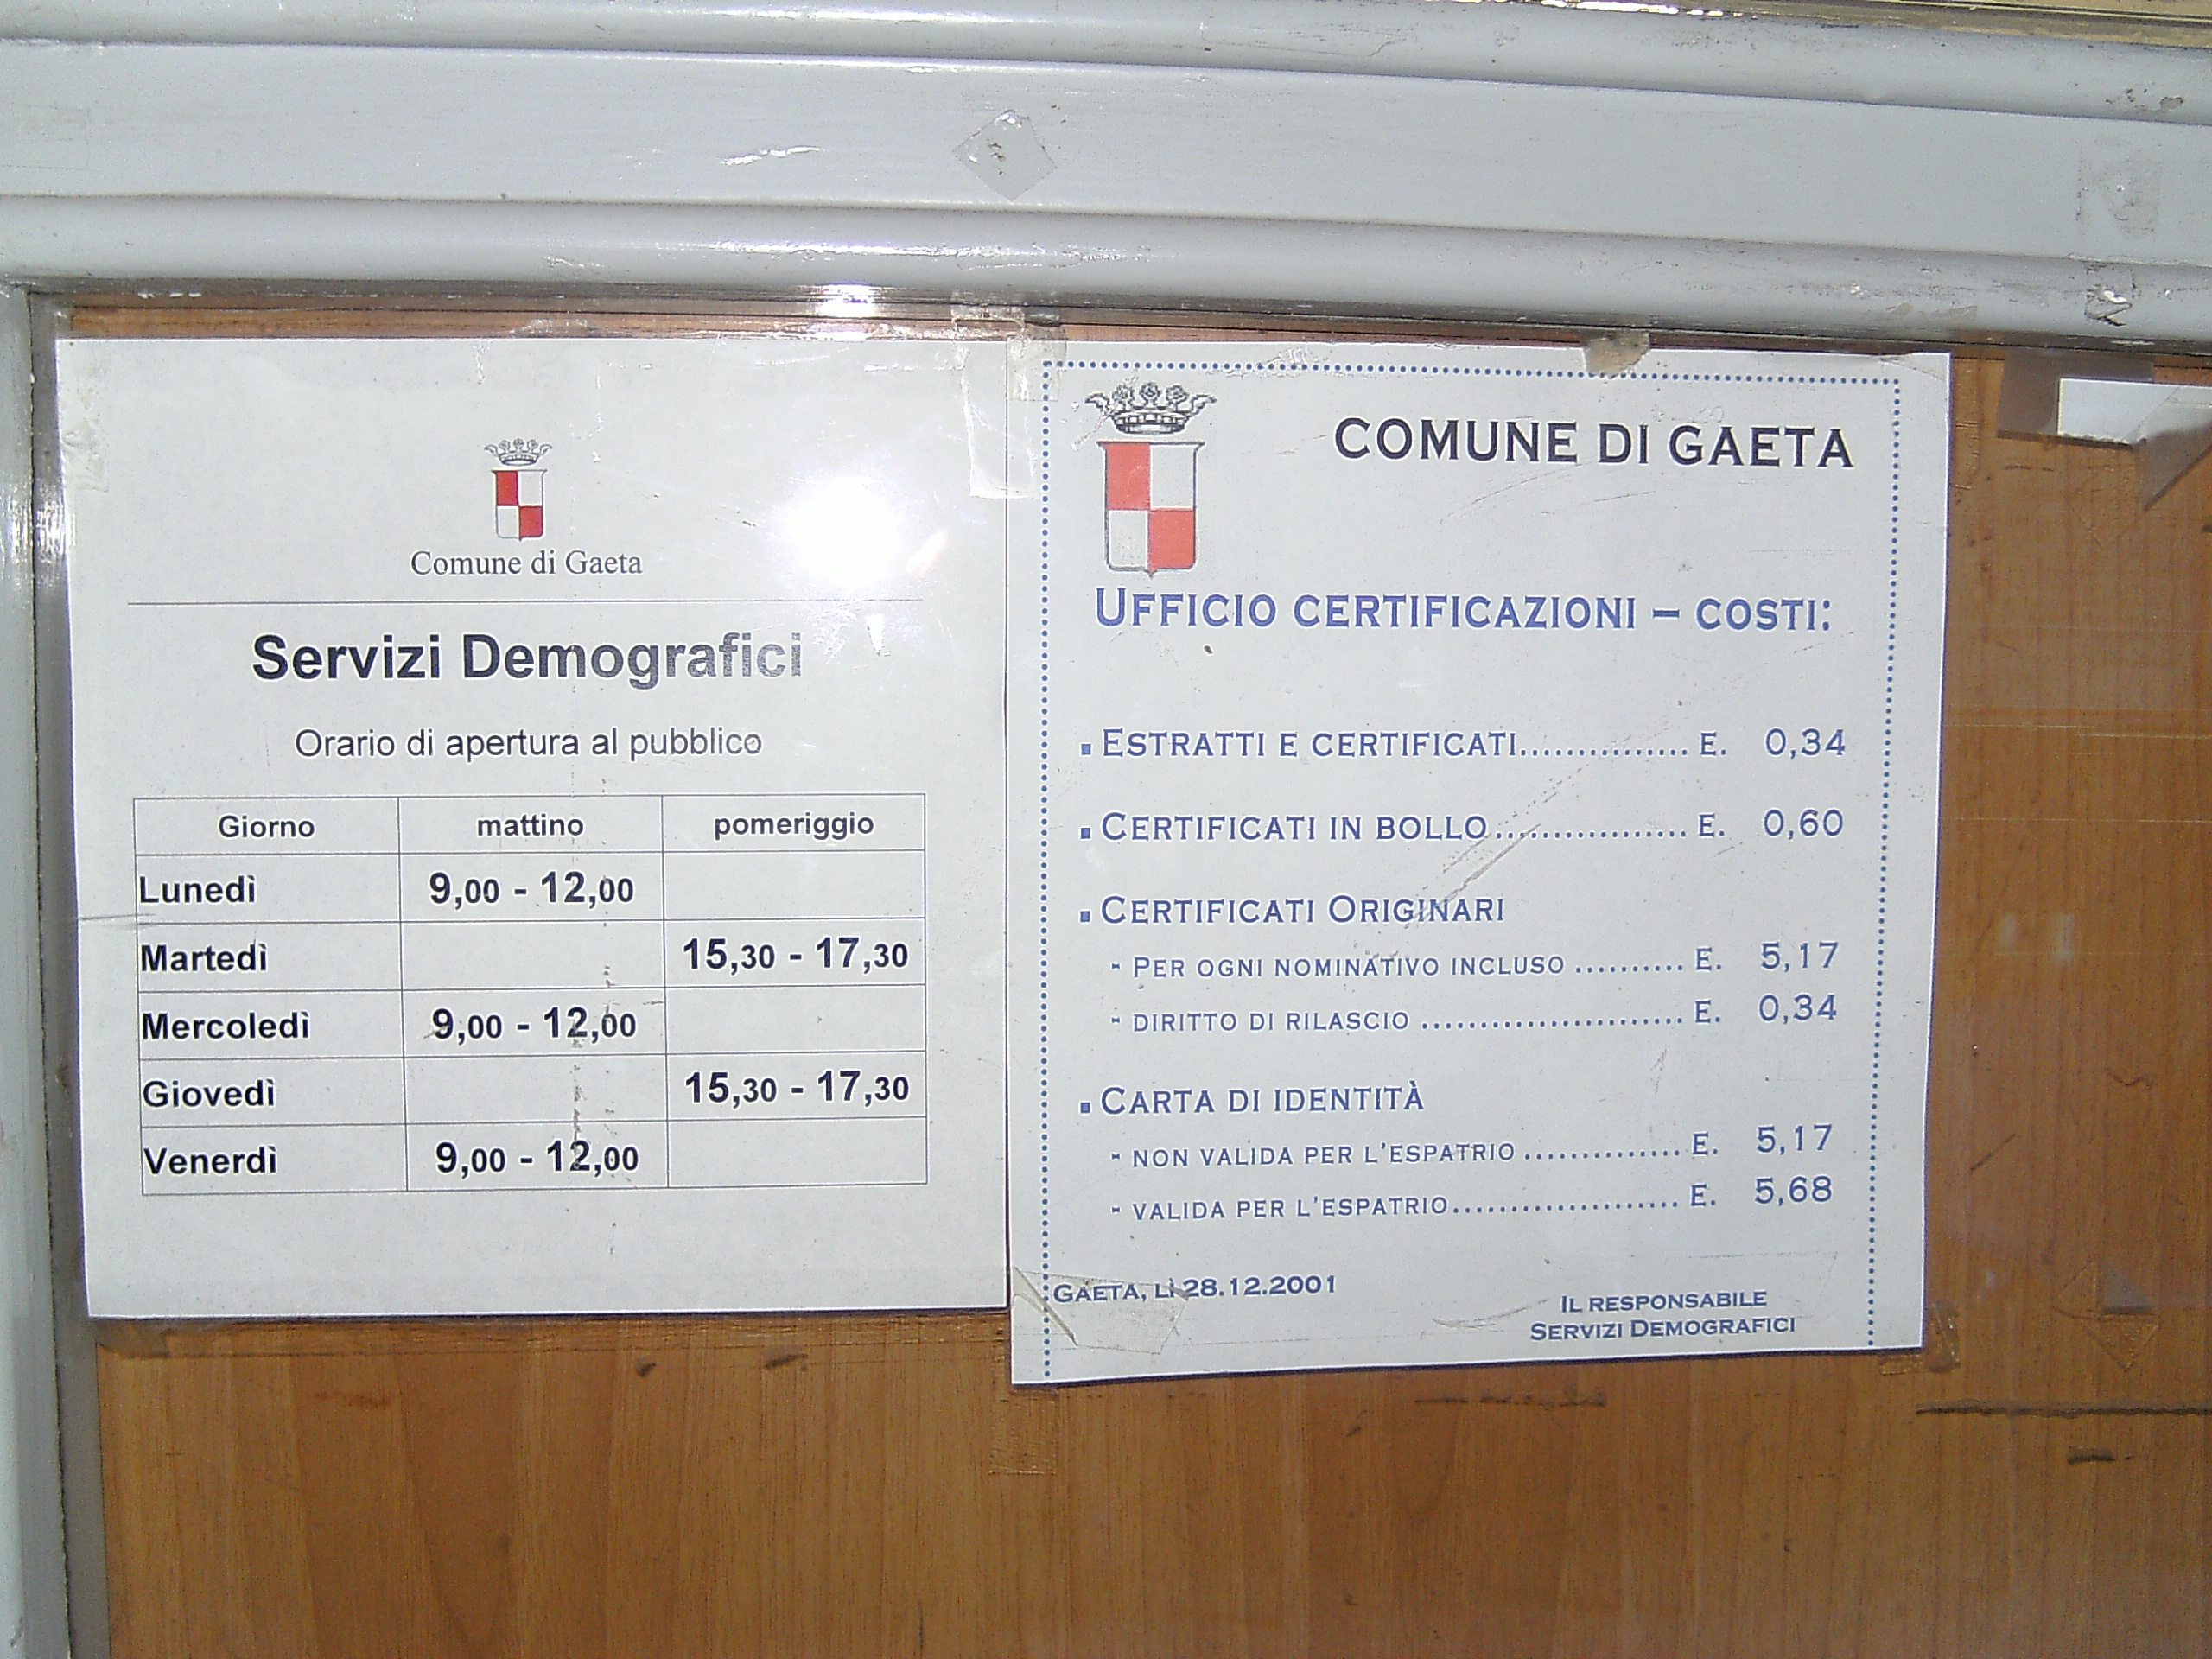 Comune di Gaeta
Servizi Demografici
Orario di apertura al pubblico
Giorno mattino pomeriggio
Lunedì 9,00 - 12,00
Martedì 15,30 - 17,30
Mercoledì 9,00 - 12,00
Giovedì 15,30 - 17,30
Venerdì 9,00 - 12,00
COMUNE DI GAETA
UFFICIO CERTIFICAZIONI – COSTI:
▪ ESTRATTI E CERTIFICATI............... E. 0,34
▪ CERTIFICATI IN BOLLO................. E. 0,60
▪ CERTIFICATI ORIGINARI
- PER OGNI NOMINATIVO INCLUSO .......... E. 5,17
- DIRITTO DI RILASCIO ........................ E. 0,34
▪ CARTA DI IDENTITÀ
- NON VALIDA PER L'ESPATRIO .............. E. 5,17
- VALIDA PER L'ESPATRIO.................... E. 5,68
GAETA, LÌ 28.12.2001
IL RESPONSABILE
SERVIZI DEMOGRAFICI